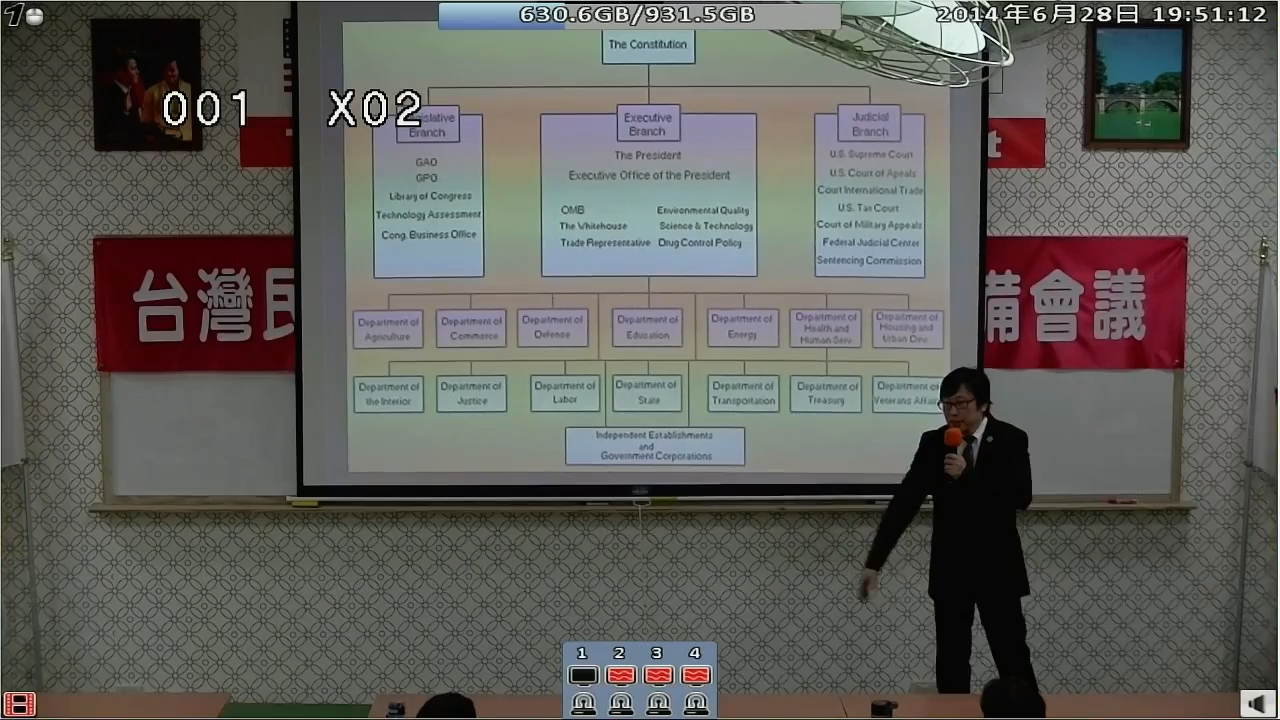 630.6GB/931.5GB
2014年6月28日 19:51:12
001 X02
The Constitution
Branch
GAO
GPO
Library of Congress
Technology Assessment
Cong. Business Office
Executive
Branch
The President
Executive Office of the President
OMB
The Whitehouse
Trade Representative
Environmental Quality
Science & Technology
Drug Control Policy
Judicial
Branch
U.S. Supreme Court
U.S. Court of Apeals
Court International Trade
U.S. Tax Court
Court of Military Appeals
Federal Judicial Center
Sentencing Commission
t
台灣民
備會議
Department of
Agriculture
Department of
Commerce
Department of
Defense
Department of
Education
Department of
Energy
Department of
Health and
Human Serv.
Department of
Housing and
Urban Dev.
Department of
the Interior
Department of
Justice
Department of
Labor
Department of
State
Department of
Transportation
Department of
Treasury
Department of
Veterans
Independent Establishments
and
Government Corporations
1 2 3 4